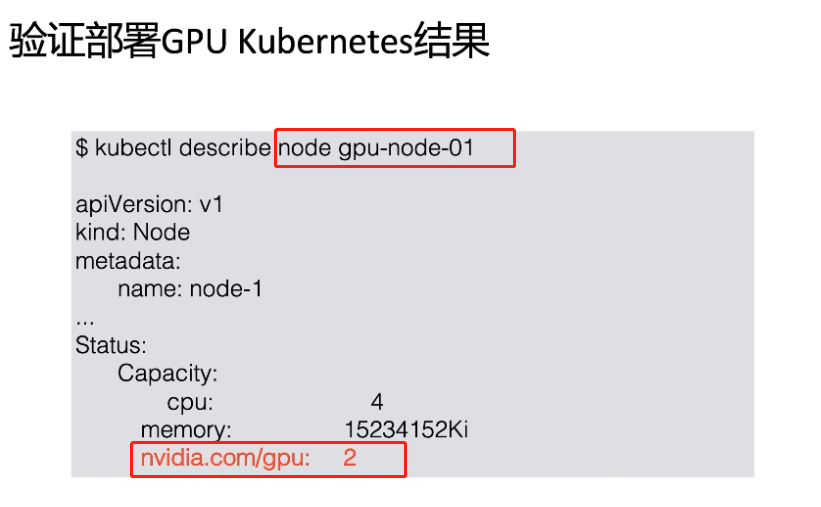 验证部署GPU Kubernetes结果
$ kubectl describe node gpu-node-01
apiVersion: v1
kind: Node
metadata:
name: node-1
...
Status:
Capacity:
cpu: 4
memory: 15234152Ki
nvidia.com/gpu: 2